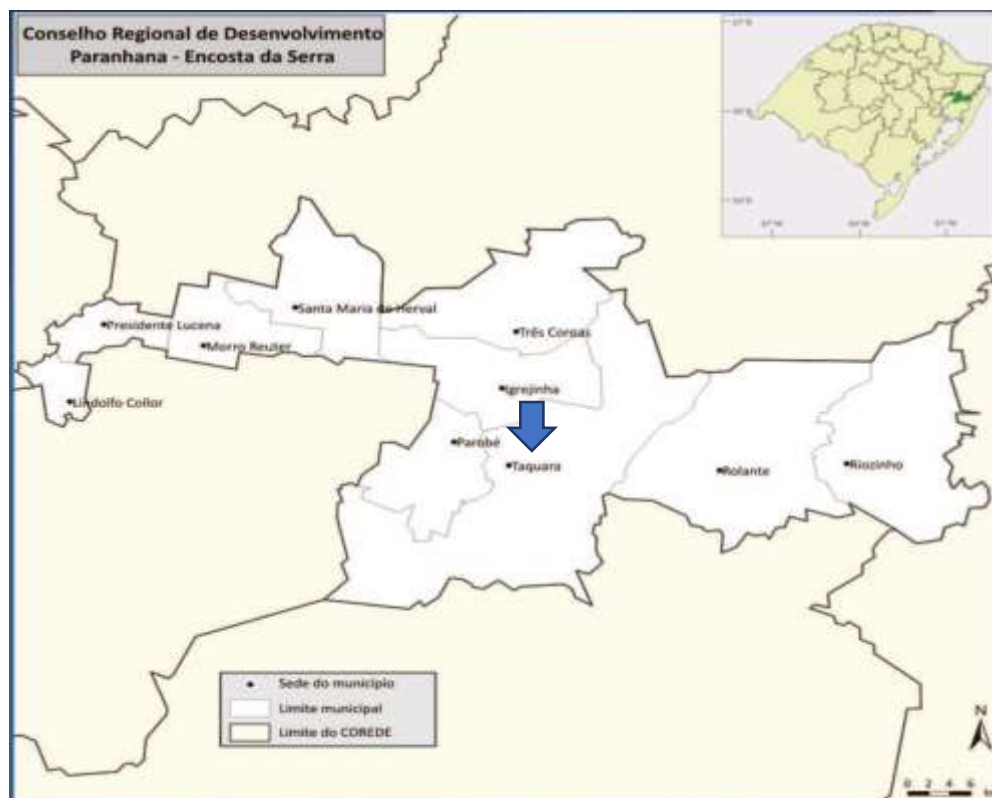 Conselho Regional de Desenvolvimento
Paranhana - Encosta da Serra
Santa Maria do Herval
Presidente Lucena
Três Coroas
Morro Reuter
Igrejinha
Lindolfo Collor
Parobé
Taquara
Rolante
Riozinho
Sede do município
Limite municipal
Limite do COREDE
N
0 2 4 6